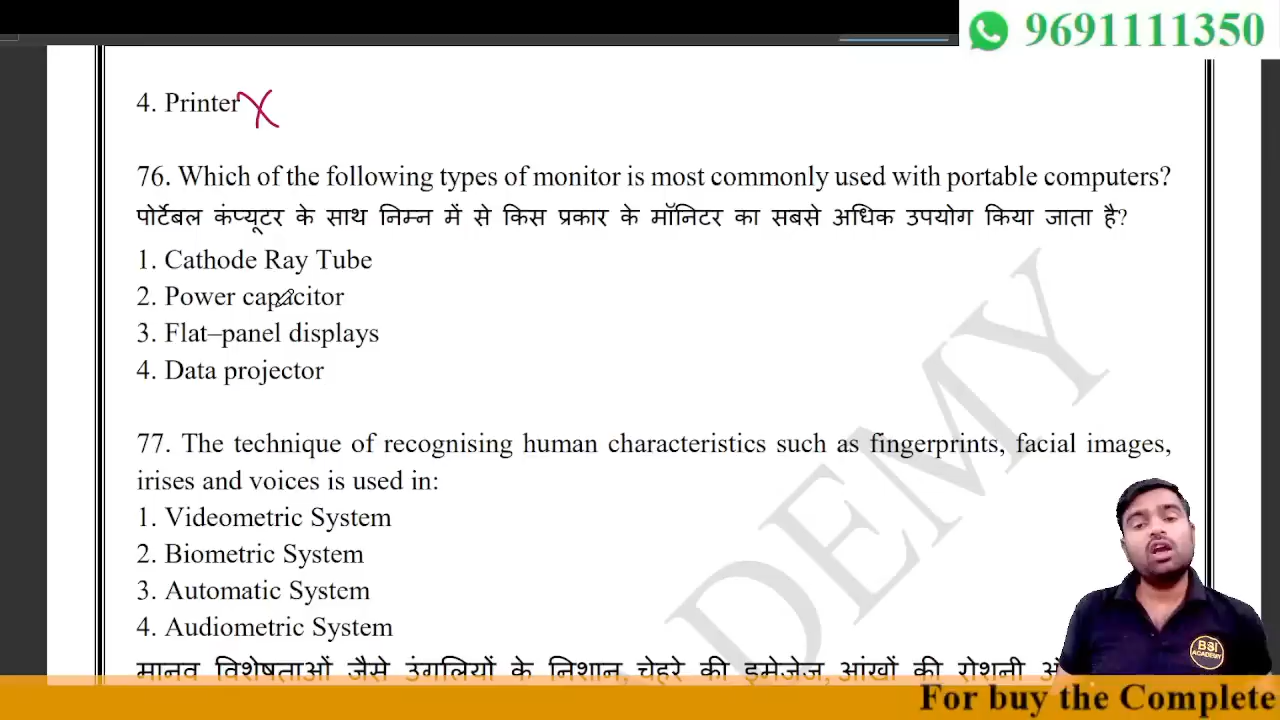 9691111350
4. Printer
76. Which of the following types of monitor is most commonly used with portable computers?
पोर्टेबल कंप्यूटर के साथ निम्न में से किस प्रकार के मॉनिटर का सबसे अधिक उपयोग किया जाता है?
1. Cathode Ray Tube
2. Power capacitor
3. Flat–panel displays
4. Data projector
77. The technique of recognising human characteristics such as fingerprints, facial images,
irises and voices is used in:
1. Videometric System
2. Biometric System
3. Automatic System
4. Audiometric System
मानव विशेषताओं जैसे उंगलियों के निशान, चेहरे की इमेजेज, आंखों की रोशनी
DEMY
BSI
ACADEMY
For buy the Complete